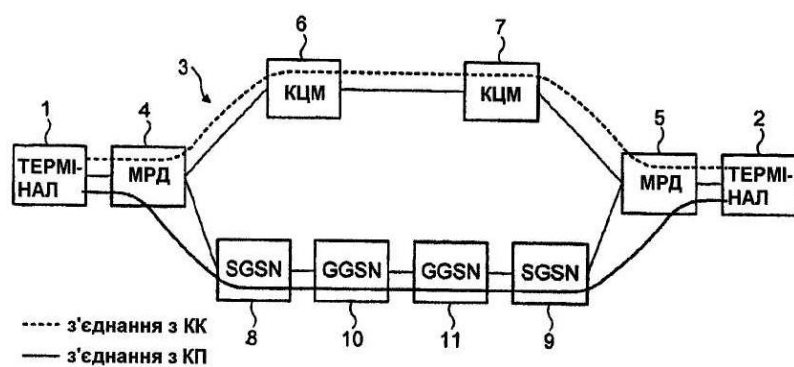 6
7
3
КЦМ
КЦМ
1
4
5
2
ТЕРМІ-
НАЛ
МРД
МРД
ТЕРМІ-
НАЛ
SGSN
GGSN
GGSN
SGSN
8
10
11
9
з'єднання з КК
з'єднання з КП